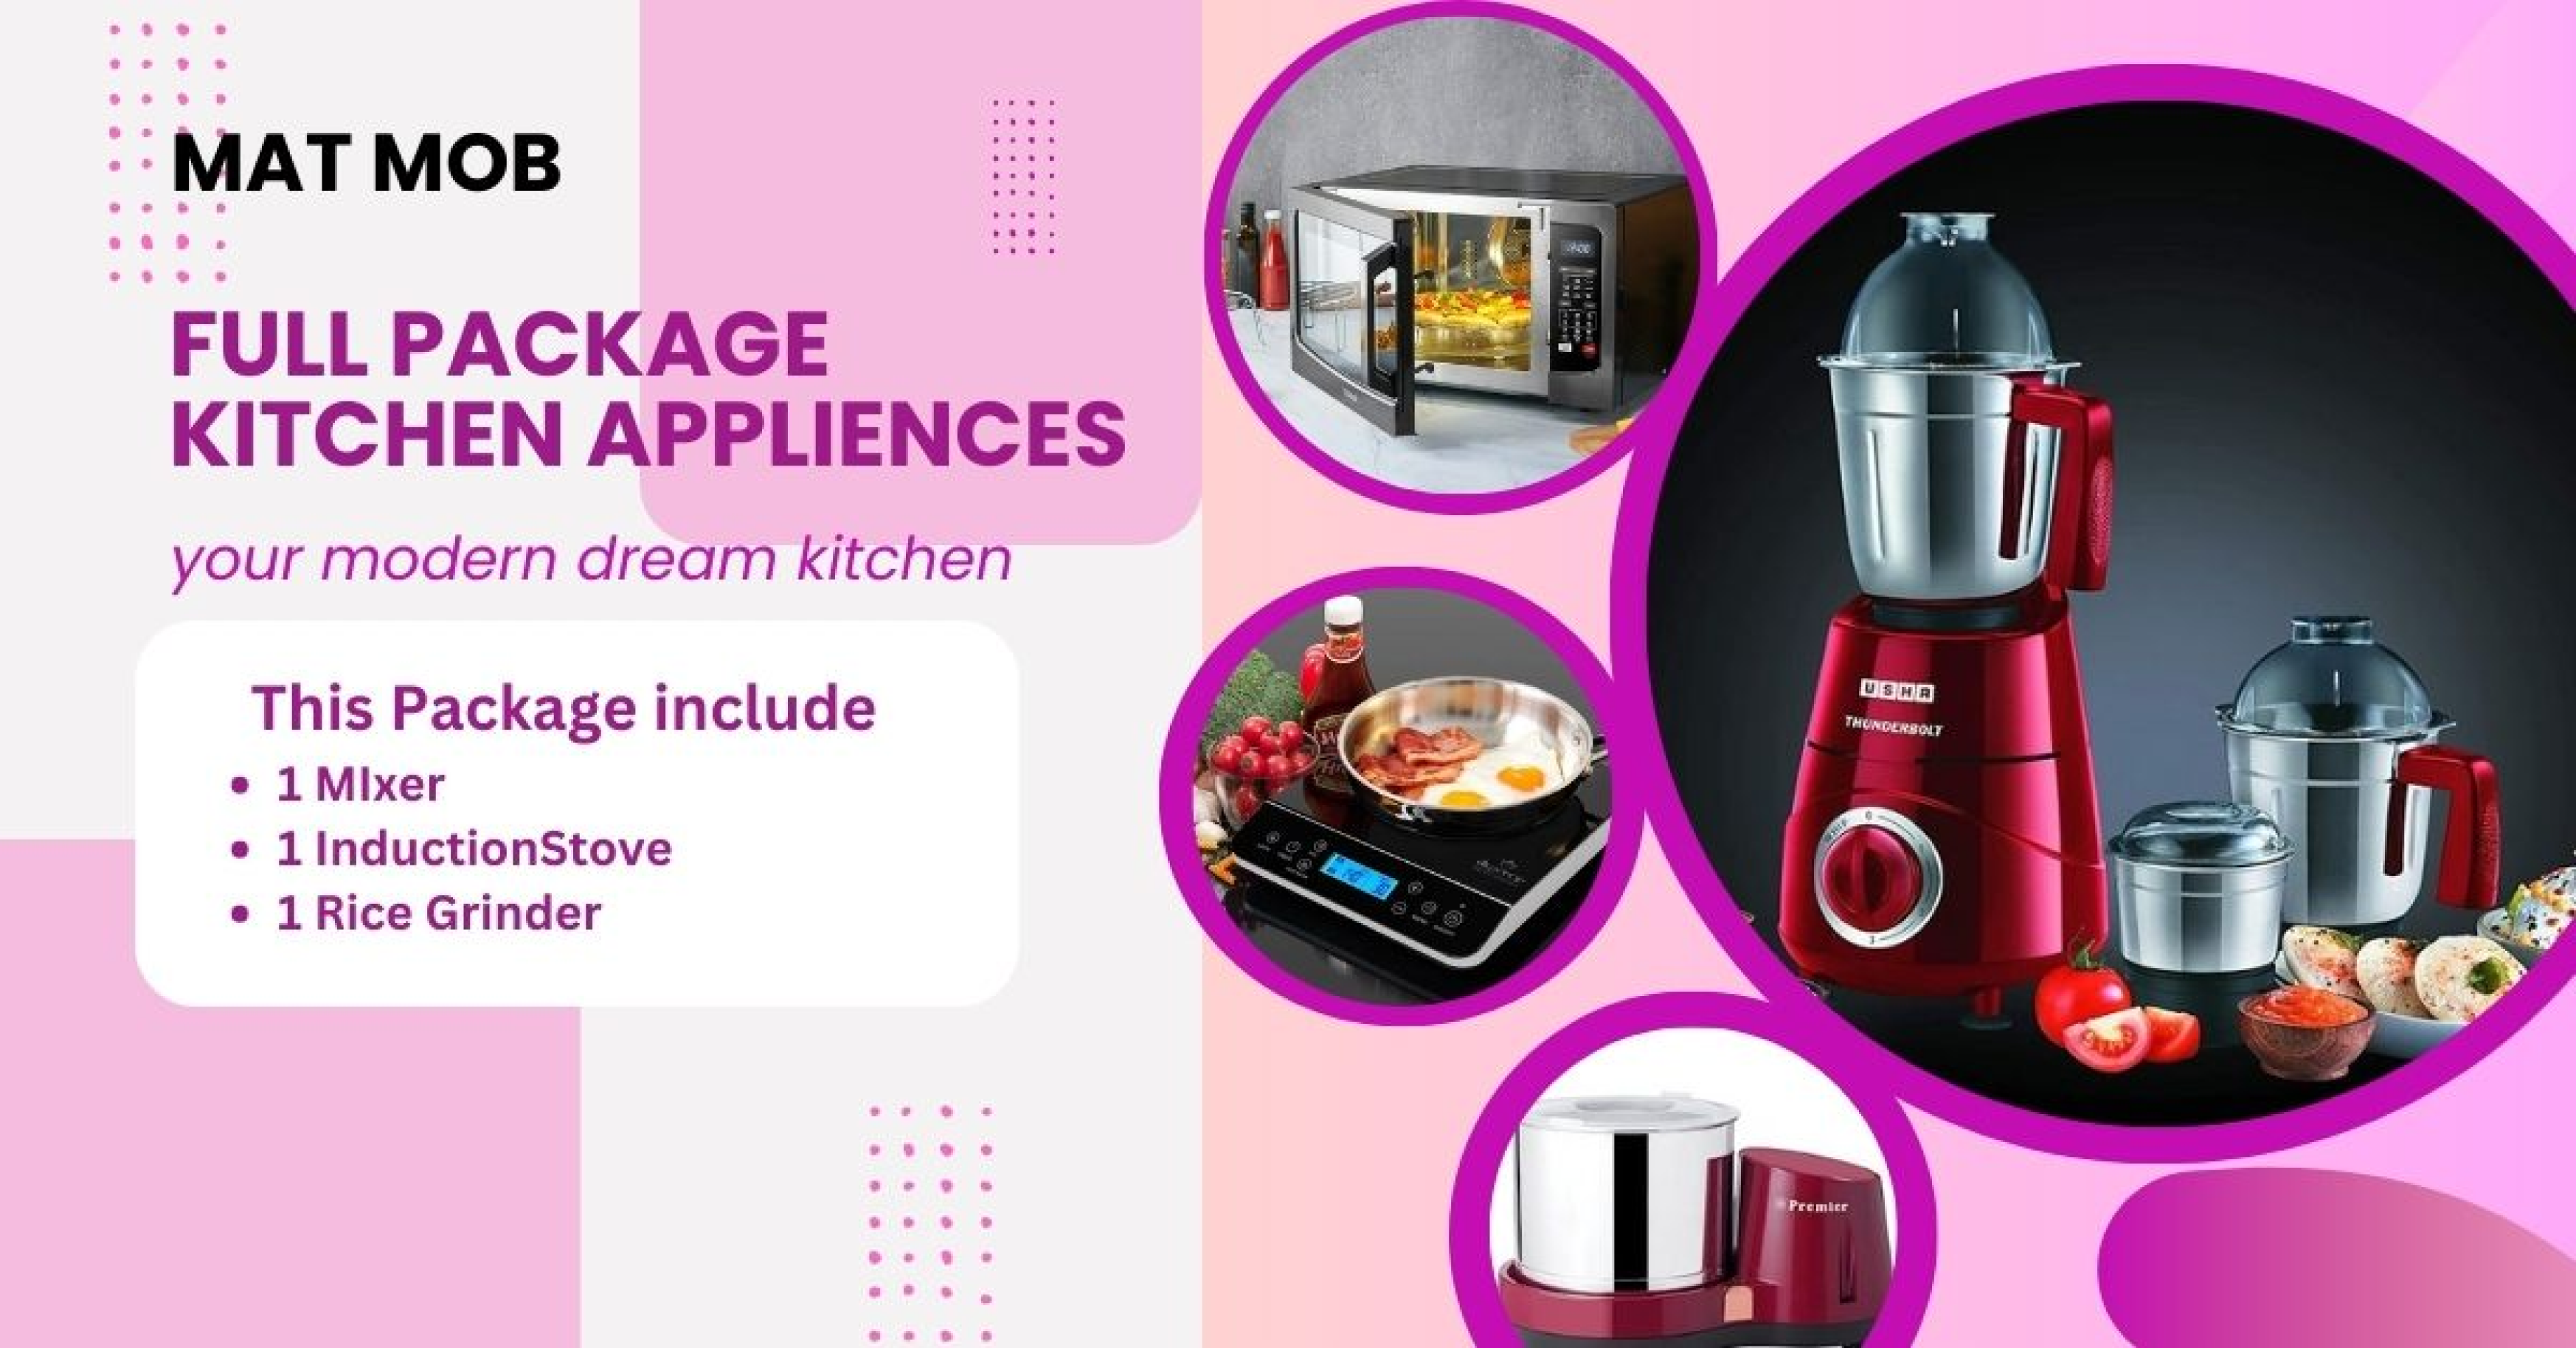 MAT MOB
FULL PACKAGE
KITCHEN APPLIENCES
your modern dream kitchen
This Package include
• 1 MIxer
• 1 InductionStove
• 1 Rice Grinder
USHA
THUNDERBOLT
Premier